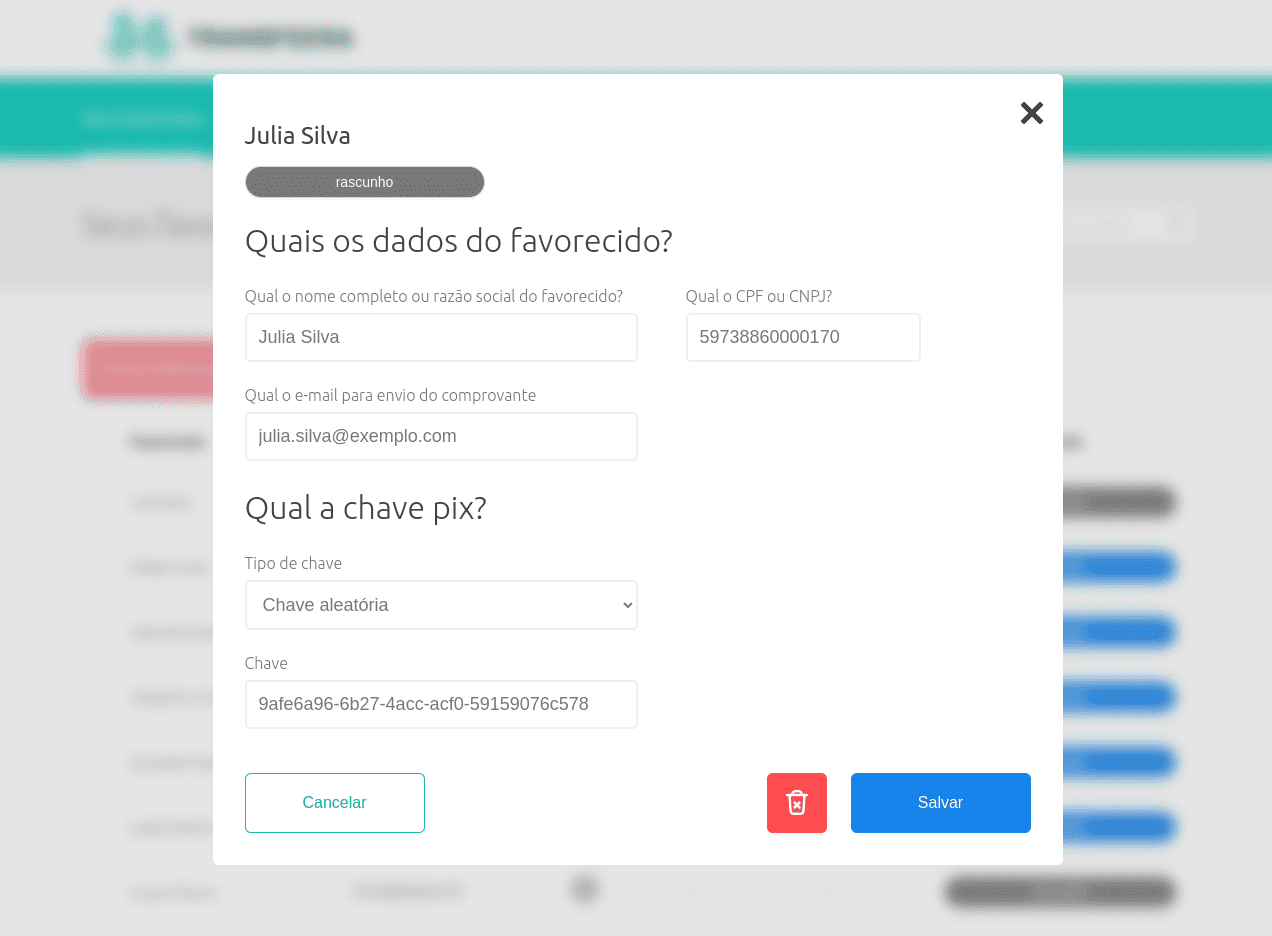 TRANSFEERA
Julia Silva
rascunho
Quais os dados do favorecido?
Qual o nome completo ou razão social do favorecido?
Qual o CPF ou CNPJ?
Julia Silva
59738860000170
Qual o e-mail para envio do comprovante
julia.silva@exemplo.com
Qual a chave pix?
Tipo de chave
Chave aleatória
Chave
9afe6a96-6b27-4acc-acf0-59159076c578
Cancelar
Salvar